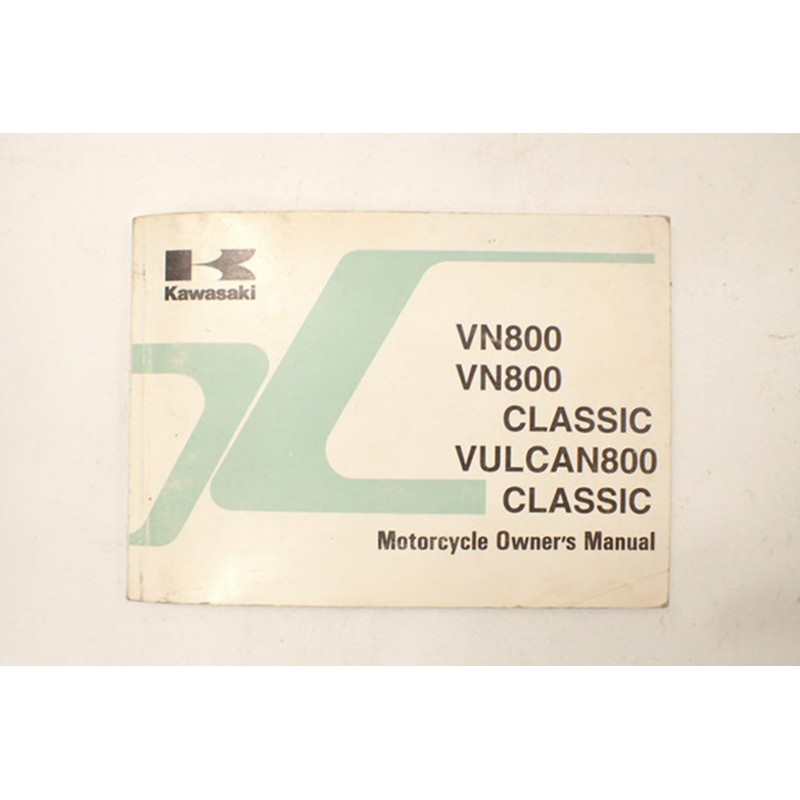 Kawasaki
VN800
VN800
CLASSIC
VULCAN800
CLASSIC
Motorcycle Owner's Manual